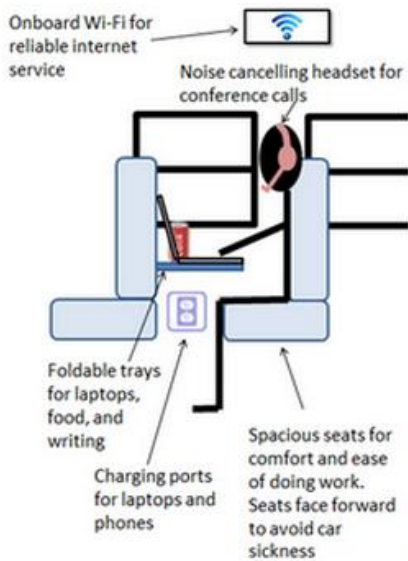 Onboard Wi-Fi for
reliable internet
service
Noise cancelling headset for
conference calls
Foldable trays
for laptops,
food, and
writing
Charging ports
for laptops and
phones
Spacious seats for
comfort and ease
of doing work.
Seats face forward
to avoid car
sickness